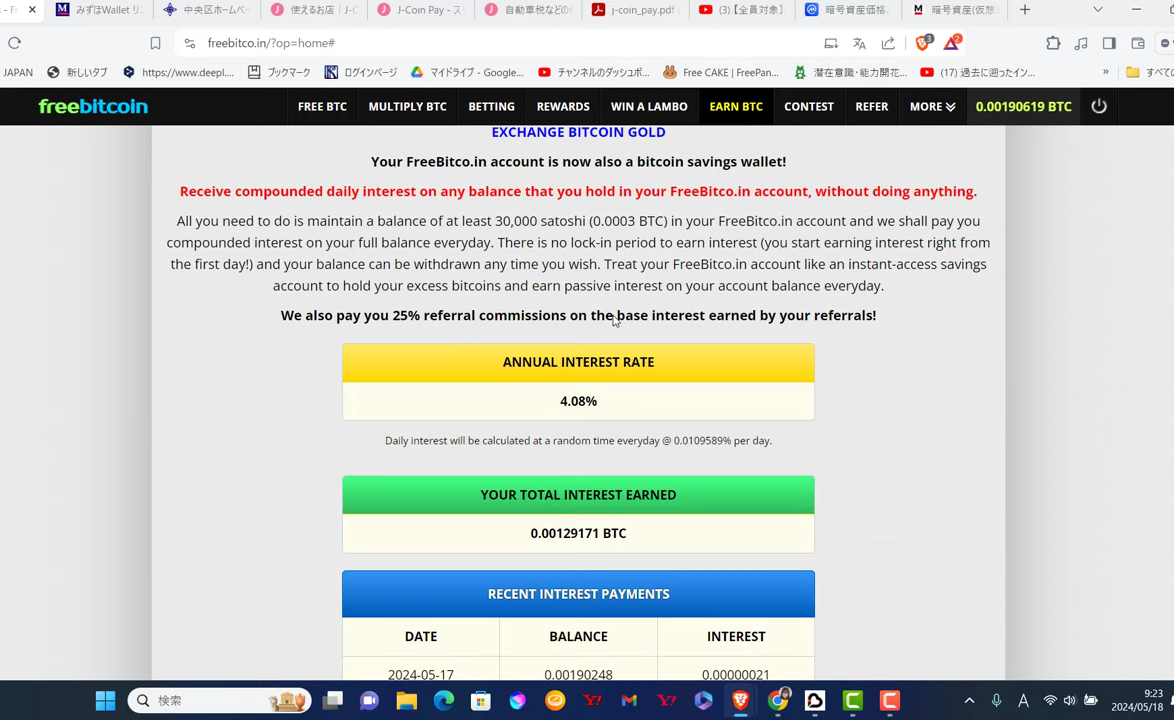 - Fr
みずほWallet リ
中央区ホームペー
使えるお店 | J-C
J-Coin Pay - スマ
自動車税などの
j-coin_pay.pdf
(3) 【全員対象】
暗号資産価格、
暗号資産(仮想
freebitco.in/?op=home#
3
2
JAPAN
新しいタブ
https://www.deepl....
ブックマーク
ログインページ
マイドライブ - Google...
チャンネルのダッシュボ...
Free CAKE | FreePan...
潜在意識・能力開花...
(17) 過去に遡ったイン...
»
すべて
freebitcoin
FREE BTC
MULTIPLY BTC
BETTING
REWARDS
WIN A LAMBO
EARN BTC
CONTEST
REFER
MORE
0.00190619 BTC
EXCHANGE BITCOIN GOLD
Your FreeBitco.in account is now also a bitcoin savings wallet!
Receive compounded daily interest on any balance that you hold in your FreeBitco.in account, without doing anything.
All you need to do is maintain a balance of at least 30,000 satoshi (0.0003 BTC) in your FreeBitco.in account and we shall pay you
compounded interest on your full balance everyday. There is no lock-in period to earn interest (you start earning interest right from
the first day!) and your balance can be withdrawn any time you wish. Treat your FreeBitco.in account like an instant-access savings
account to hold your excess bitcoins and earn passive interest on your account balance everyday.
We also pay you 25% referral commissions on the base interest earned by your referrals!
ANNUAL INTEREST RATE
4.08%
Daily interest will be calculated at a random time everyday @ 0.0109589% per day.
YOUR TOTAL INTEREST EARNED
0.00129171 BTC
RECENT INTEREST PAYMENTS
DATE BALANCE INTEREST
2024-05-17 0.00190248 0.00000021
検索
A
9:23
2024/05/18